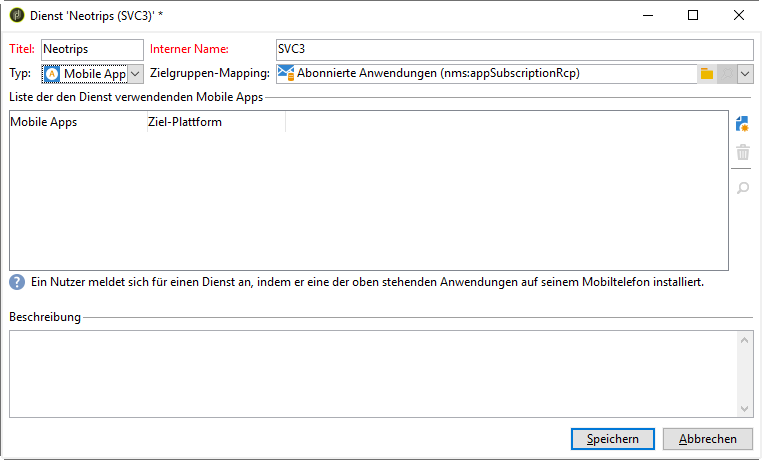 Dienst 'Neotrips (SVC3)' *
Titel: Neotrips Interner Name: SVC3
Typ: Mobile App Zielgruppen-Mapping: Abonnierte Anwendungen (nms:appSubscriptionRcp)
Liste der den Dienst verwendenden Mobile Apps
Mobile Apps Ziel-Plattform
Ein Nutzer meldet sich für einen Dienst an, indem er eine der oben stehenden Anwendungen auf seinem Mobiltelefon installiert.
Beschreibung
Speichern Abbrechen